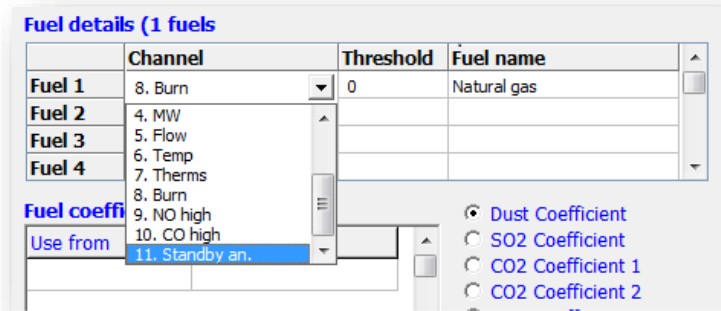 Fuel details (1 fuels
Channel Threshold Fuel name
Fuel 1 8. Burn 0 Natural gas
Fuel 2
Fuel 3
Fuel 4
4. MW
5. Flow
6. Temp
7. Therms
8. Burn
9. NO high
10. CO high
11. Standby an.
Fuel coeffi
Use from
Dust Coefficient
SO2 Coefficient
CO2 Coefficient 1
CO2 Coefficient 2